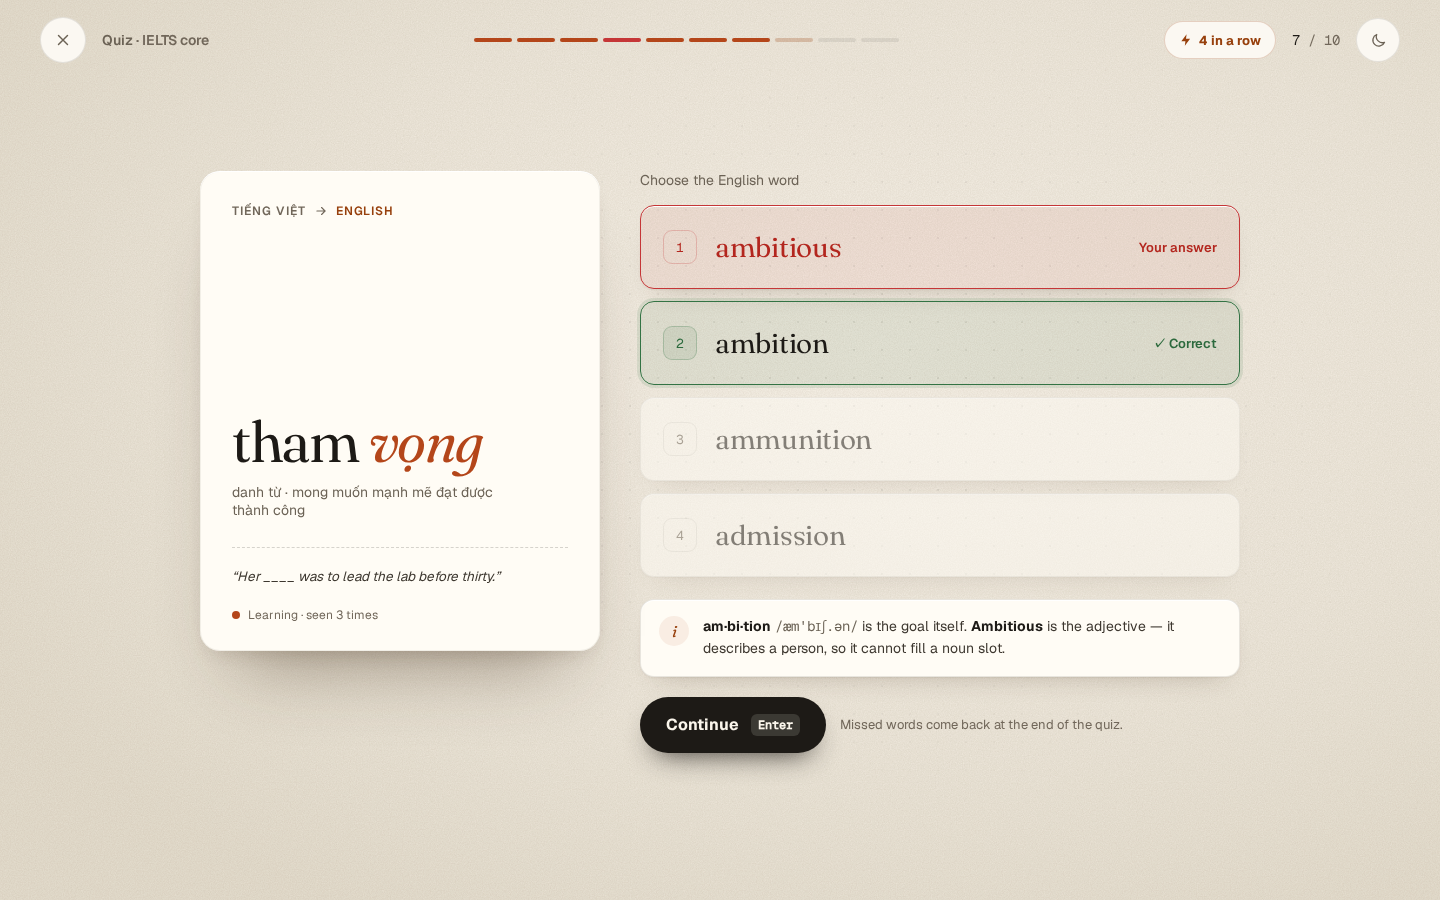 Quiz · IELTS core
4 in a row
7 / 10
TIẾNG VIỆT → ENGLISH
tham vọng
danh từ · mong muốn mạnh mẽ đạt được
thành công
“Her ____ was to lead the lab before thirty.”
Learning · seen 3 times
Choose the English word
1 ambitious Your answer
2 ambition ✓ Correct
3 ammunition
4 admission
i
am·bi·tion /æmˈbɪʃ.ən/ is the goal itself. Ambitious is the adjective — it
describes a person, so it cannot fill a noun slot.
Continue Enter
Missed words come back at the end of the quiz.